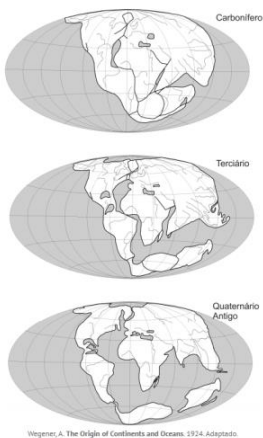 Carbonífero
Terciário
Quaternário
Antigo
Wegener, A. The Origin of Continents and Oceans. 1924. Adaptado.